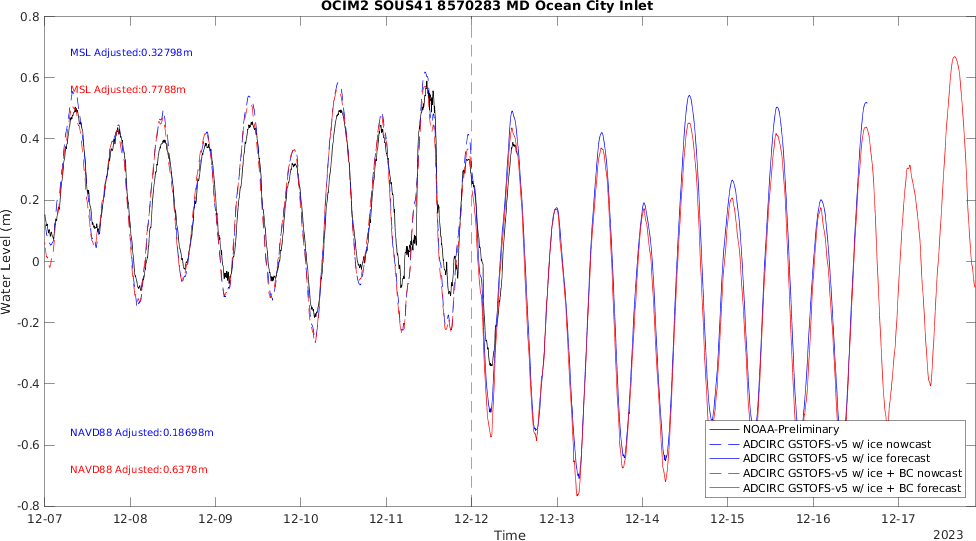 OCIM2 SOUS41 8570283 MD Ocean City Inlet
0.8
0.6
0.4
0.2
0
-0.2
-0.4
-0.6
-0.8
Water Level (m)
MSL Adjusted:0.32798m
MSL Adjusted:0.7788m
NAVD88 Adjusted:0.18698m
NAVD88 Adjusted:0.6378m
NOAA-Preliminary
ADCIRC GSTOFS-v5 w/ ice nowcast
ADCIRC GSTOFS-v5 w/ ice forecast
ADCIRC GSTOFS-v5 w/ ice + BC nowcast
ADCIRC GSTOFS-v5 w/ ice + BC forecast
12-07 12-08 12-09 12-10 12-11 12-12 12-13 12-14 12-15 12-16 12-17
Time
2023